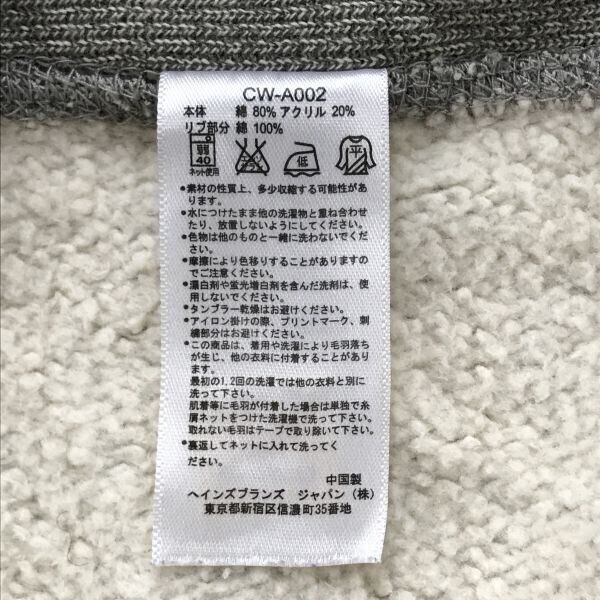 CW-A002
本体 綿 80% アクリル 20%
リブ部分 綿 100%
弱
40
ネット使用
低
平
●素材の性質上、多少収縮する可能性があ
ります。
●水につけたまま他の洗濯物と重ね合わせ
たり、放置しないようにしてください。
●色物は他のものと一緒に洗わないでくだ
さい。
●摩擦により色移りすることがありますの
でご注意ください。
●漂白剤や蛍光増白剤を含んだ洗剤は、使
用しないでください。
●タンブラー乾燥はお避けください。
●アイロン掛けの際、プリントマーク、刺
繍部分はお避けください。
●この商品は、着用や洗濯により毛羽落ち
が生じ、他の衣料に付着することがあり
ます。
最初の1,2回の洗濯では他の衣料と別に
洗って下さい。
肌着等に毛羽が付着した場合は単独で糸
屑ネットをつけた洗濯機で洗って下さい。
取れない毛羽はテープで取り除いて下さい。
●裏返してネットに入れて洗ってく
ださい。
中国製
ヘインズブランズ ジャパン（株）
東京都新宿区信濃町35番地